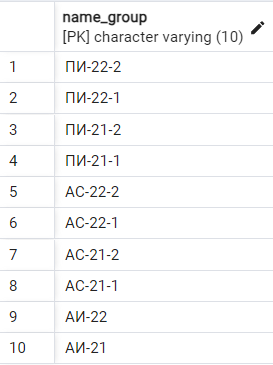 name_group
[PK] character varying (10)
1 ПИ-22-2
2 ПИ-22-1
3 ПИ-21-2
4 ПИ-21-1
5 АС-22-2
6 АС-22-1
7 АС-21-2
8 АС-21-1
9 АИ-22
10 АИ-21